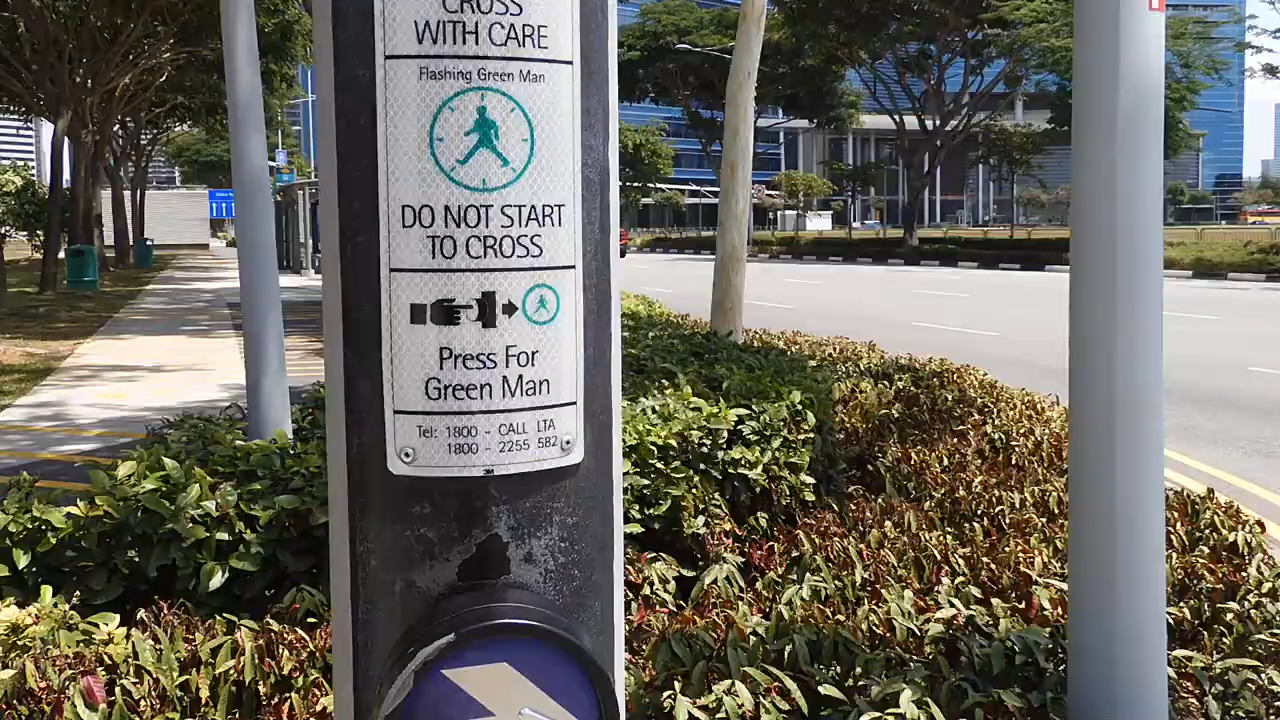 CROSS
WITH CARE
Flashing Green Man
DO NOT START
TO CROSS
Press For
Green Man
Tel: 1800 - CALL LTA
1800 - 2255 582
3M